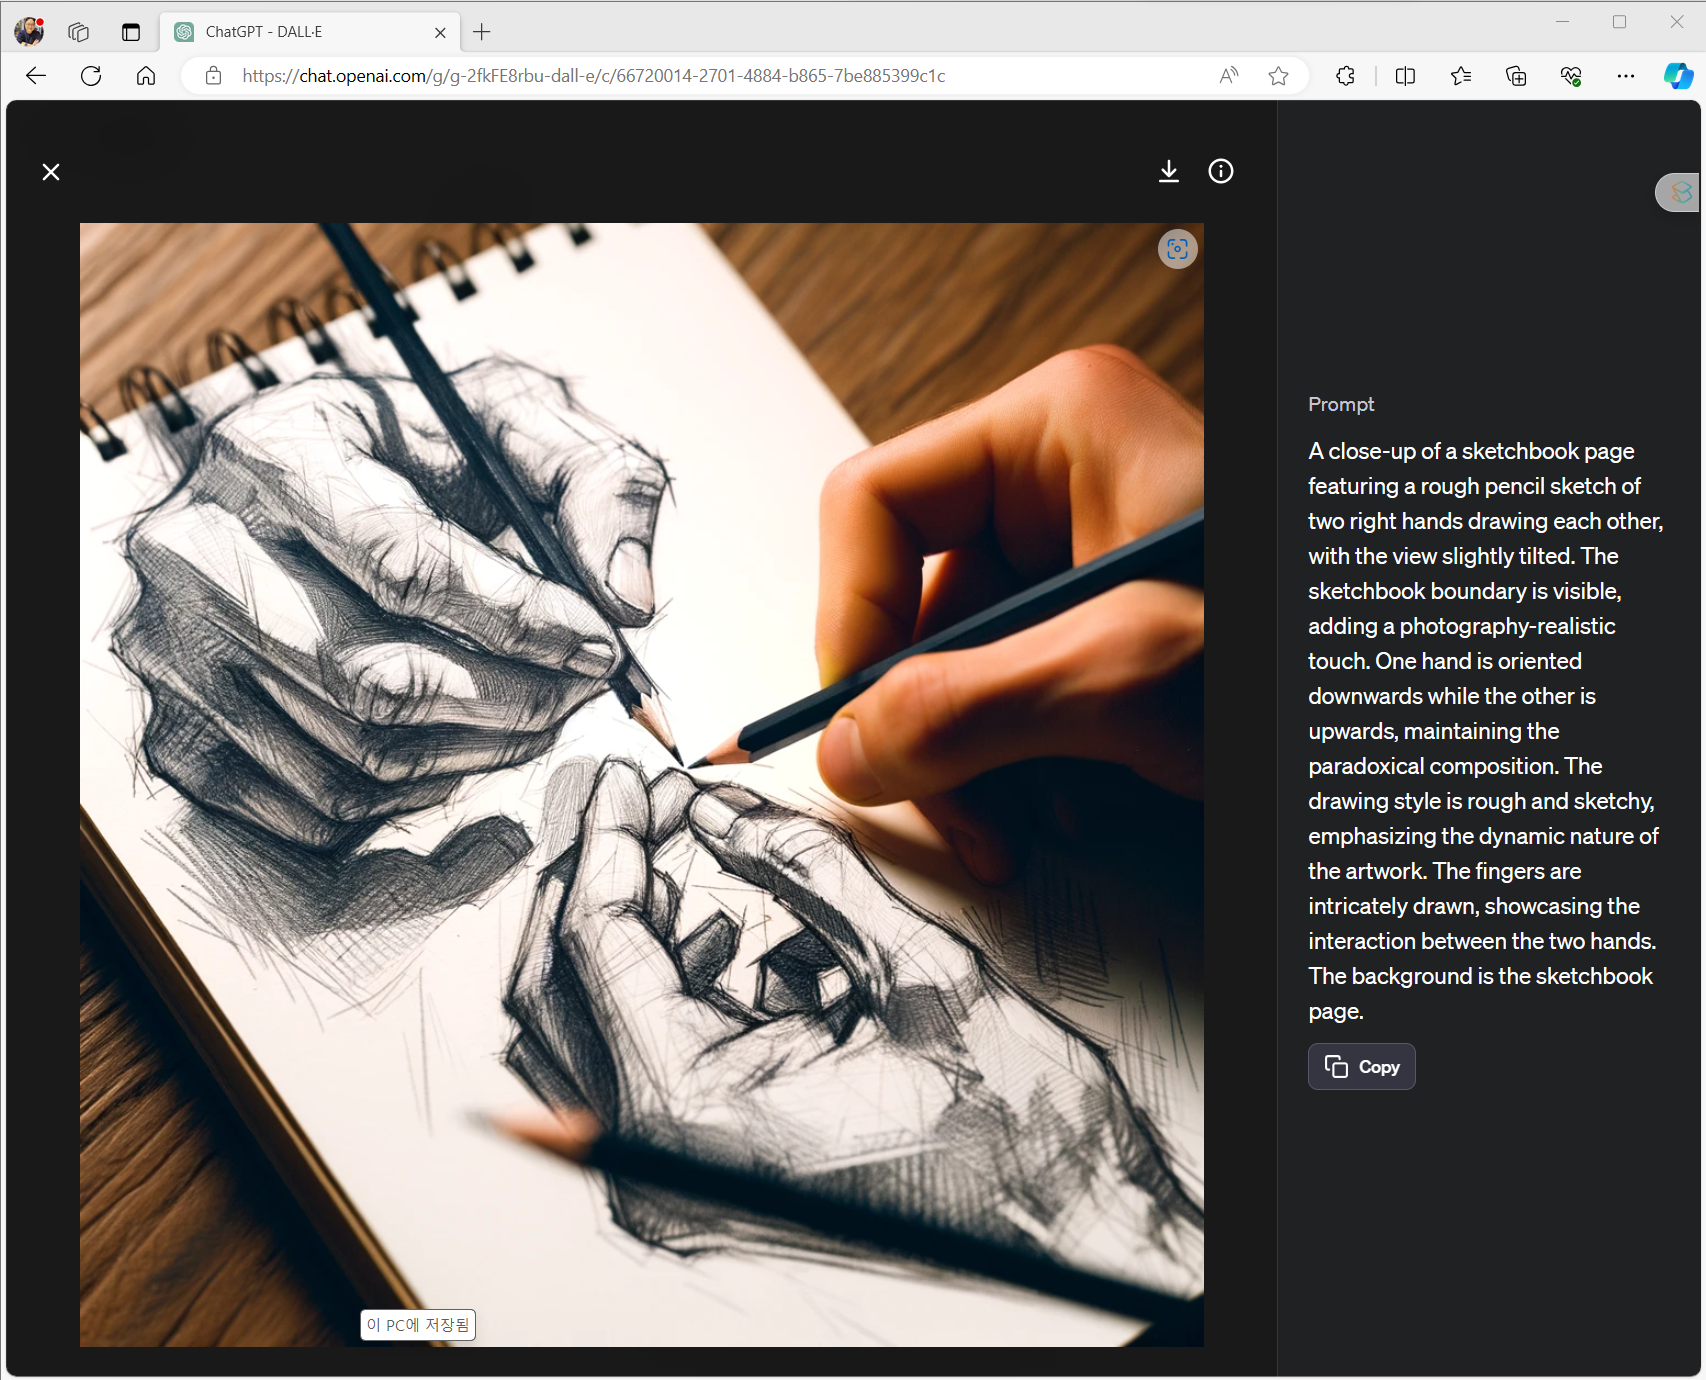 ChatGPT - DALL·E
https://chat.openai.com/g/g-2fkFE8rbu-dall-e/c/66720014-2701-4884-b865-7be885399c1c
Prompt
A close-up of a sketchbook page
featuring a rough pencil sketch of
two right hands drawing each other,
with the view slightly tilted. The
sketchbook boundary is visible,
adding a photography-realistic
touch. One hand is oriented
downwards while the other is
upwards, maintaining the
paradoxical composition. The
drawing style is rough and sketchy,
emphasizing the dynamic nature of
the artwork. The fingers are
intricately drawn, showcasing the
interaction between the two hands.
The background is the sketchbook
page.
Copy
이 PC에 저장됨